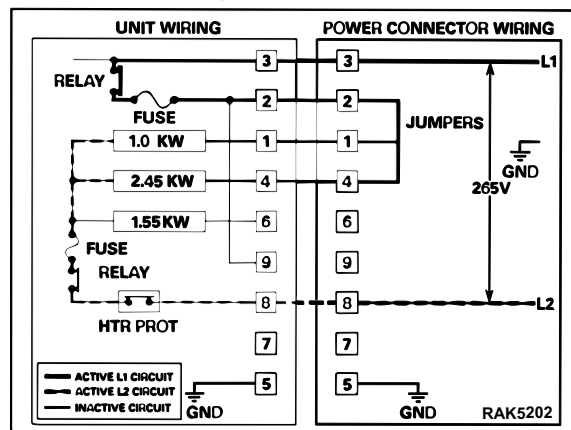 UNIT WIRING
POWER CONNECTOR WIRING
3
3
L1
RELAY
2
2
FUSE
JUMPERS
1.0 KW
1
1
GND
2.45 KW
4
4
265V
1.55 KW
6
6
FUSE
RELAY
9
9
8
8
L2
HTR PROT
7
7
ACTIVE L1 CIRCUIT
ACTIVE L2 CIRCUIT
INACTIVE CIRCUIT
5
5
GND
GND
RAK5202